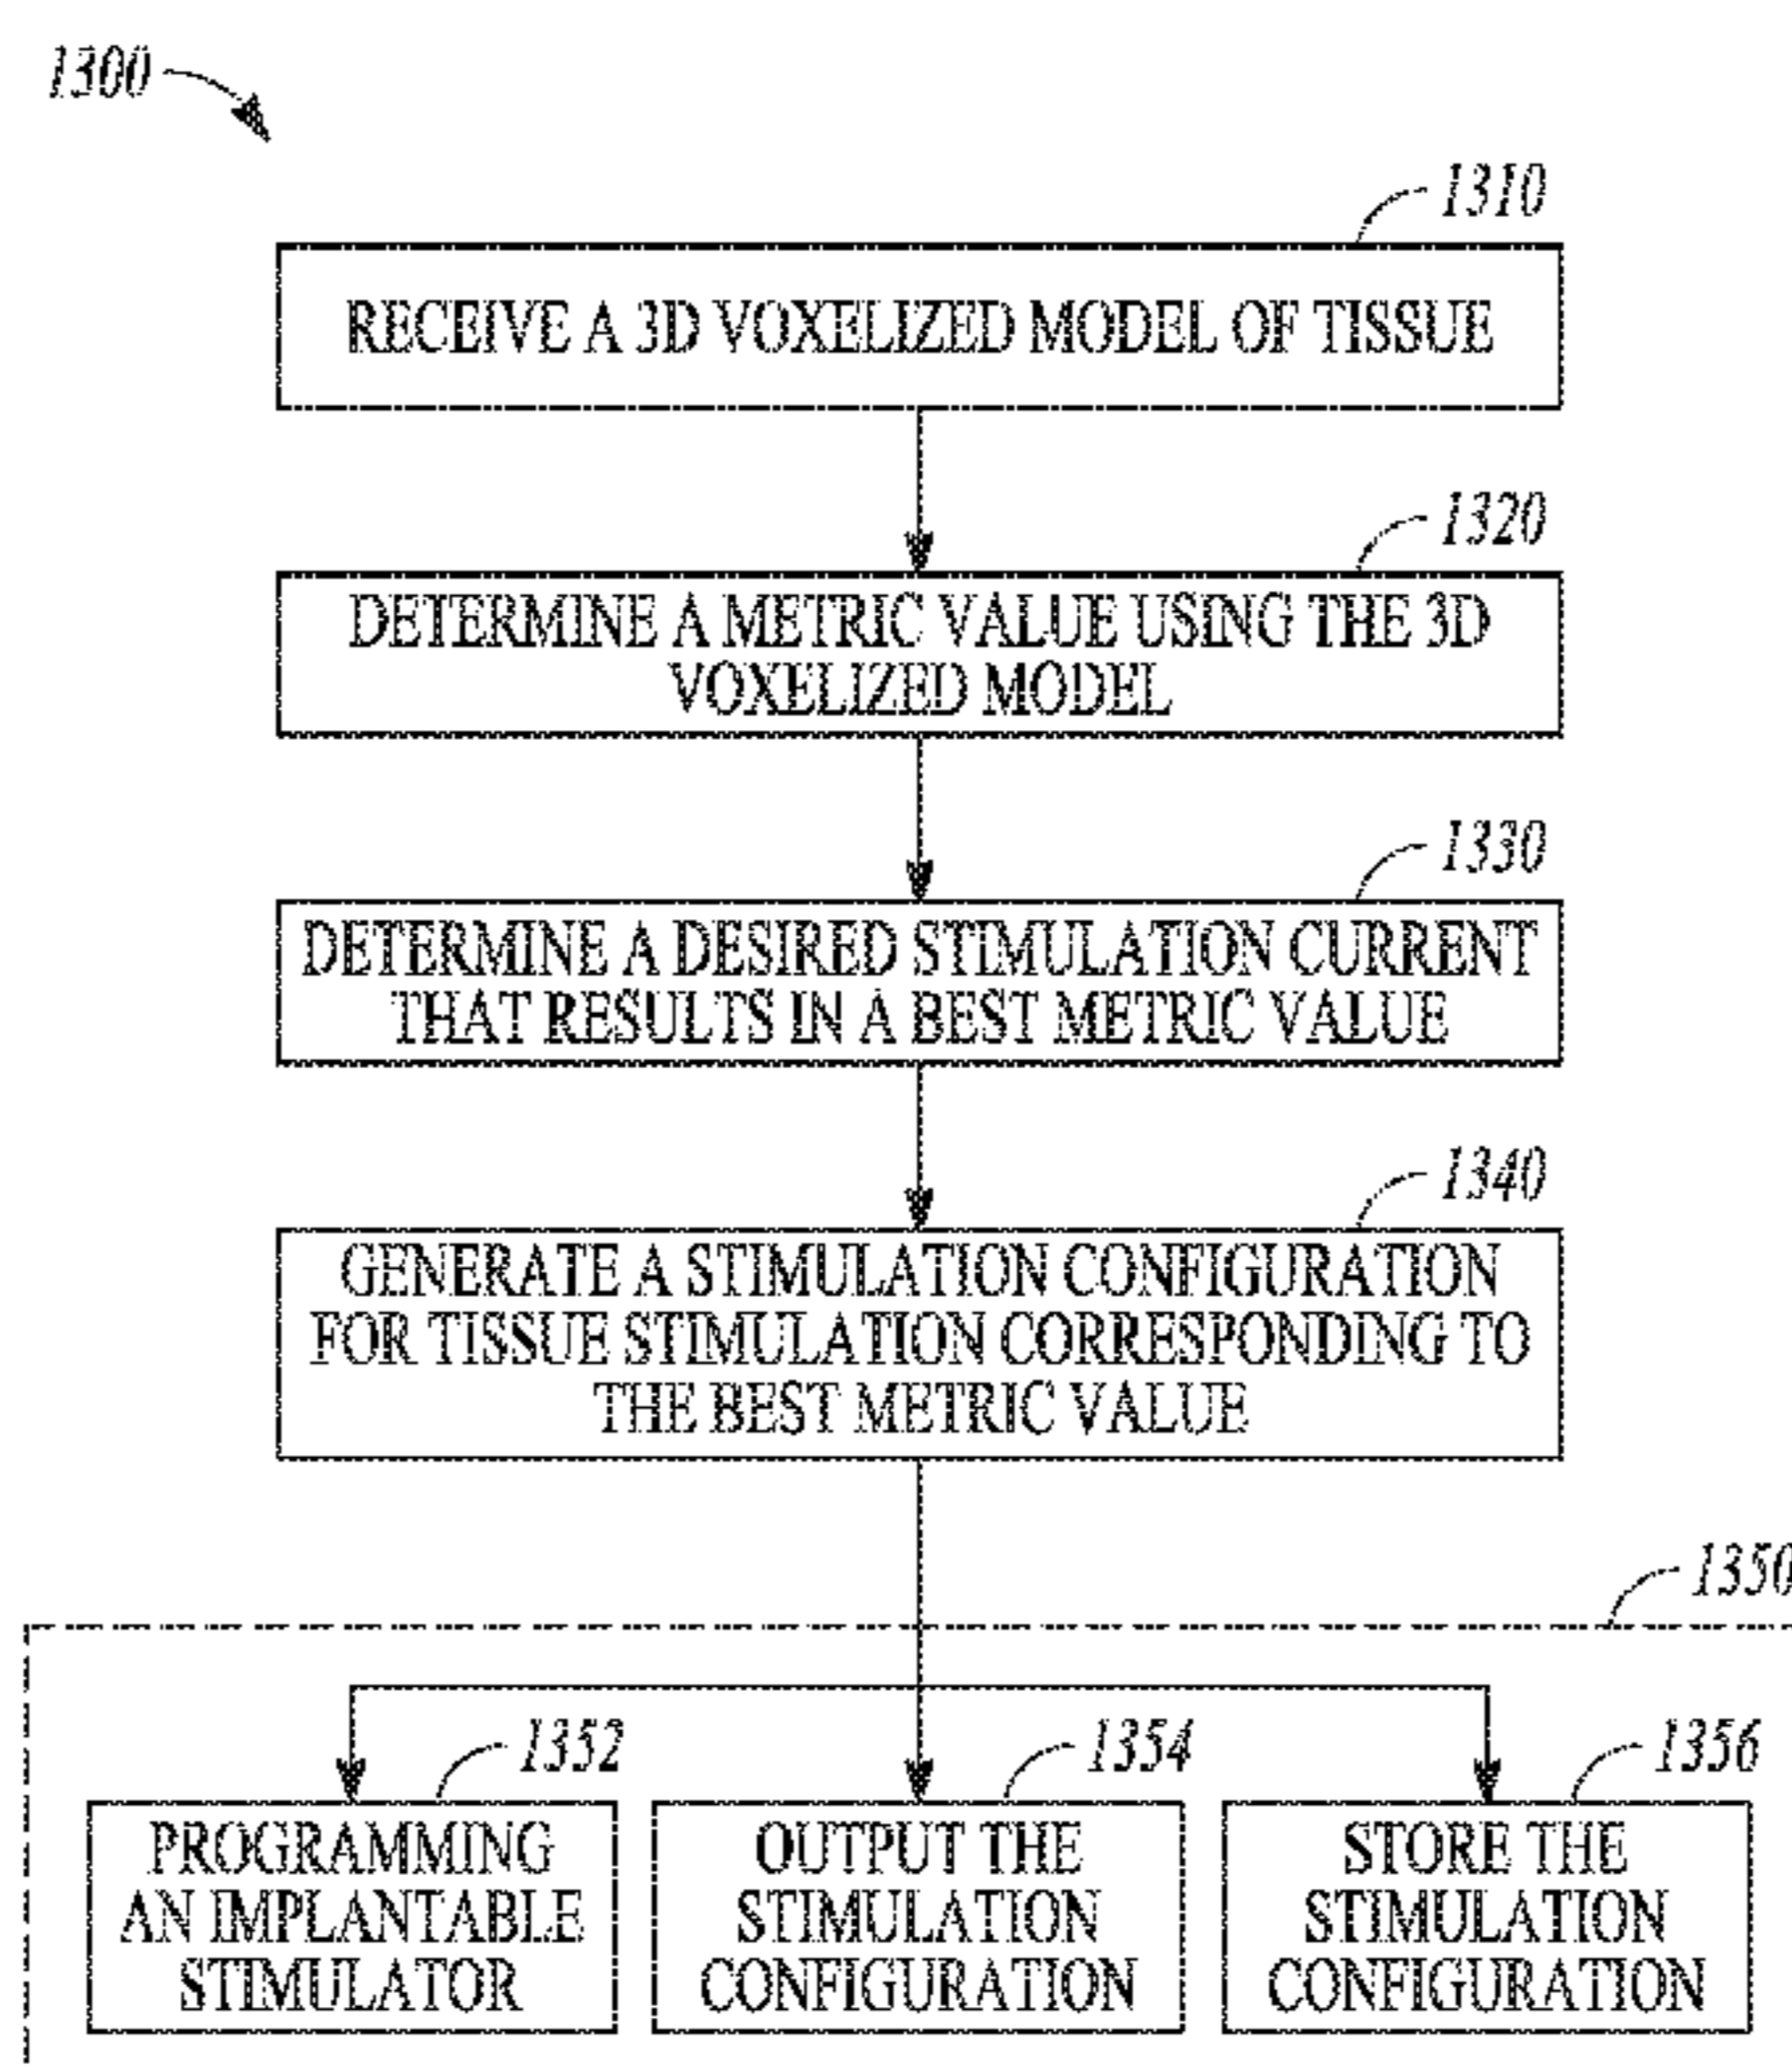 1300
1310
RECEIVE A 3D VOXELIZED MODEL OF TISSUE
1320
DETERMINE A METRIC VALUE USING THE 3D
VOXELIZED MODEL
1330
DETERMINE A DESIRED STIMULATION CURRENT
THAT RESULTS IN A BEST METRIC VALUE
1340
GENERATE A STIMULATION CONFIGURATION
FOR TISSUE STIMULATION CORRESPONDING TO
THE BEST METRIC VALUE
1350
1352
PROGRAMMING
AN IMPLANTABLE
STIMULATOR
1354
OUTPUT THE
STIMULATION
CONFIGURATION
1356
STORE THE
STIMULATION
CONFIGURATION